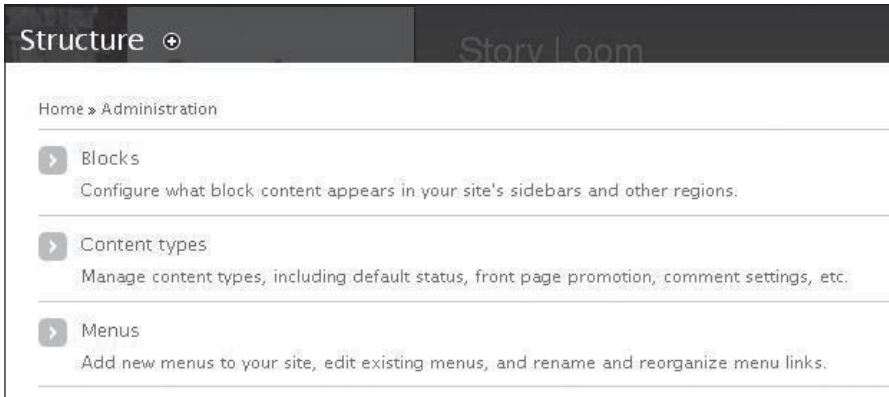 Structure
Story Loom
Home » Administration
Blocks
Configure what block content appears in your site's sidebars and other regions.
Content types
Manage content types, including default status, front page promotion, comment settings, etc.
Menus
Add new menus to your site, edit existing menus, and rename and reorganize menu links.